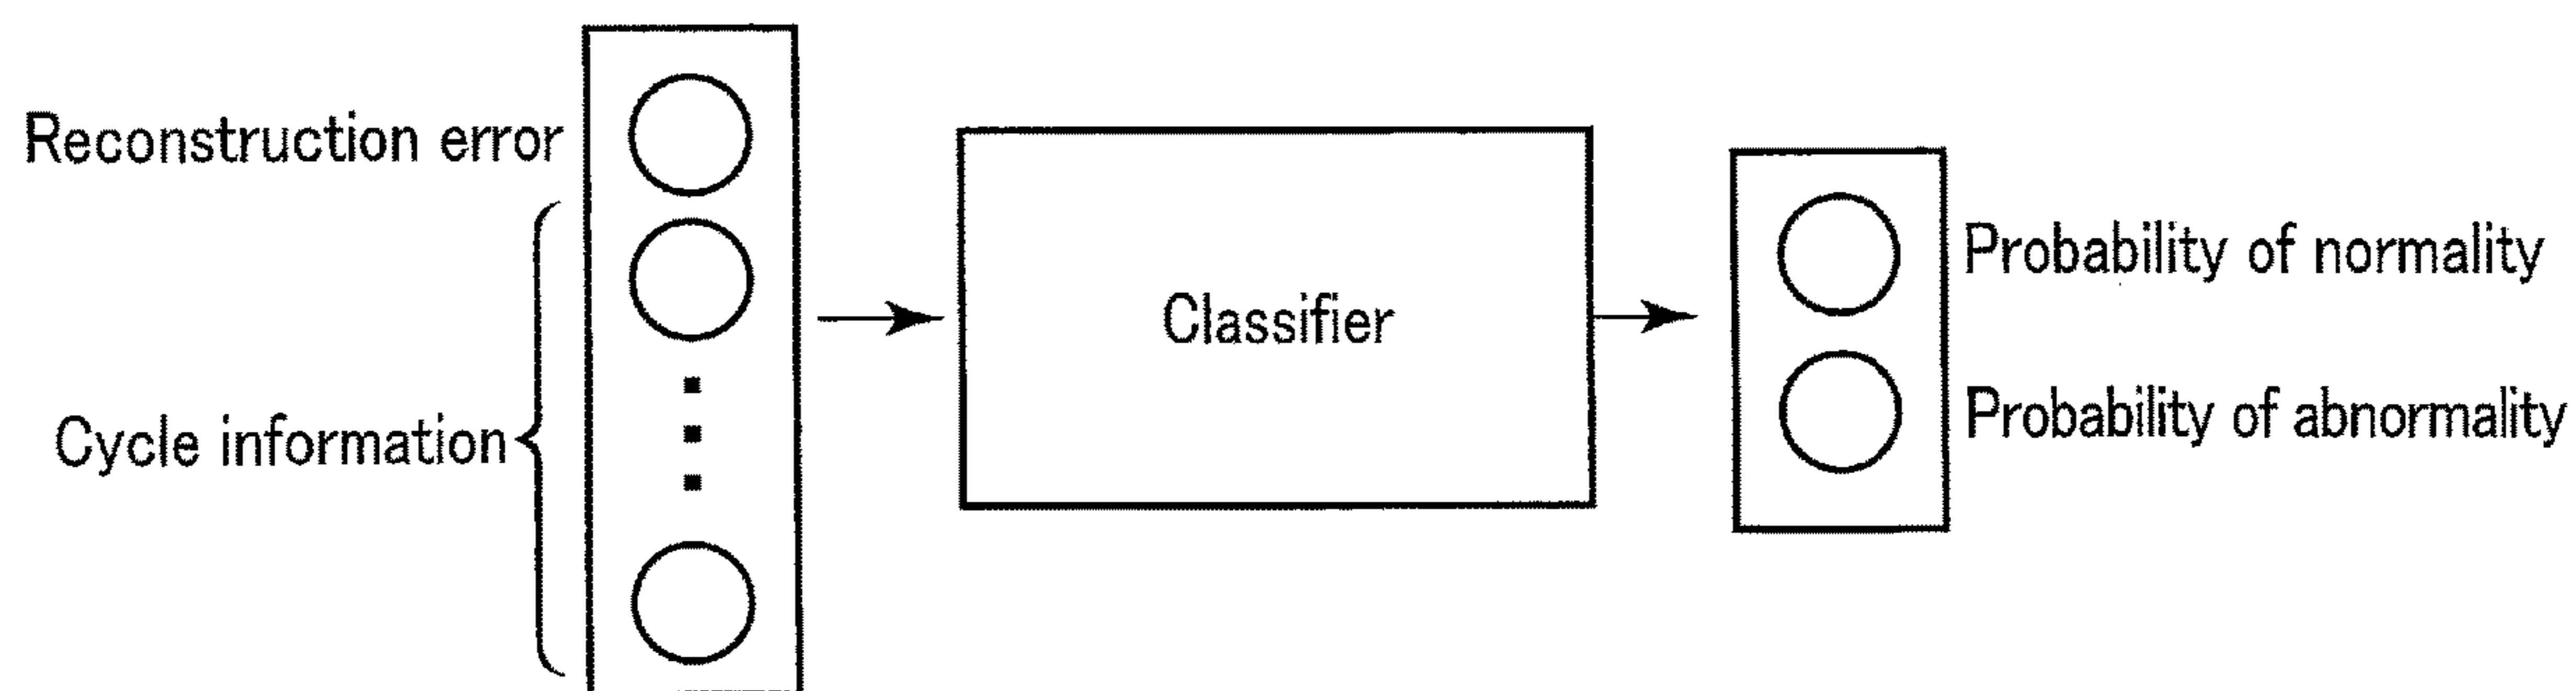 Reconstruction error
Cycle information
Classifier
Probability of normality
Probability of abnormality